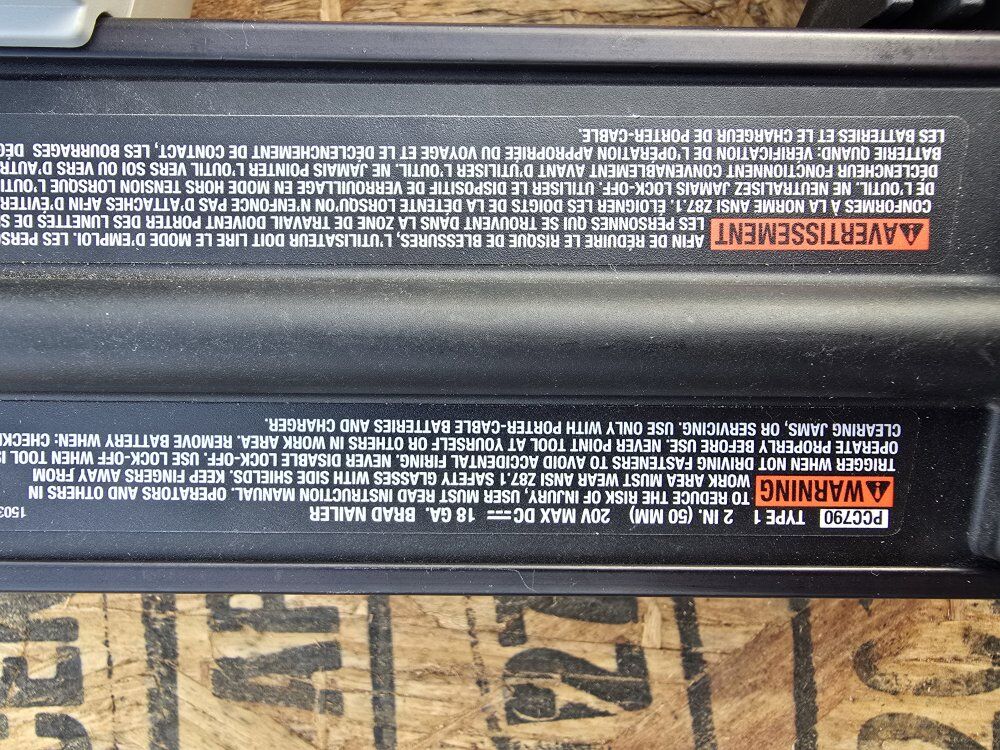 PCC790 TYPE 1 2 IN. (50 MM) 20V MAX DC⎓ 18 GA. BRAD NAILER 1503
⚠WARNING TO REDUCE THE RISK OF INJURY, USER MUST READ INSTRUCTION MANUAL. OPERATORS AND OTHERS IN
WORK AREA MUST WEAR ANSI Z87.1 SAFETY GLASSES WITH SIDE SHIELDS. KEEP FINGERS AWAY FROM
TRIGGER WHEN NOT DRIVING FASTENERS TO AVOID ACCIDENTAL FIRING. NEVER DISABLE LOCK-OFF. USE LOCK-OFF WHEN TOOL IS
OPERATE PROPERLY BEFORE USE. NEVER POINT TOOL AT YOURSELF OR OTHERS IN WORK AREA. REMOVE BATTERY WHEN: CHECKI
CLEARING JAMS, OR SERVICING. USE ONLY WITH PORTER-CABLE BATTERIES AND CHARGER.
⚠AVERTISSEMENT AFIN DE RÉDUIRE LE RISQUE DE BLESSURES, L'UTILISATEUR DOIT LIRE LE MODE D'EMPLOI. LES PERS
LES PERSONNES QUI SE TROUVENT DANS LA ZONE DE TRAVAIL DOIVENT PORTER DES LUNETTES DE S
CONFORMES À LA NORME ANSI Z87.1. ÉLOIGNER LES DOIGTS DE LA DÉTENTE LORSQU'ON N'ENFONCE PAS D'ATTACHES AFIN D'ÉVITER
DE L'OUTIL. NE NEUTRALISEZ JAMAIS LOCK-OFF. UTILISER LE DISPOSITIF DE VERROUILLAGE EN MODE HORS TENSION LORSQUE L'OUTI
DÉCLENCHEUR FONCTIONNENT CONVENABLEMENT AVANT D'UTILISER L'OUTIL. NE JAMAIS POINTER L'OUTIL VERS SOI OU VERS D'AUTR
BATTERIE QUAND: VÉRIFICATION DE L'OPÉRATION APPROPRIÉE DU VOYAGE ET LE DÉCLENCHEMENT DE CONTACT, LES BOURRAGES DÉG
LES BATTERIES ET LE CHARGEUR DE PORTER-CABLE.